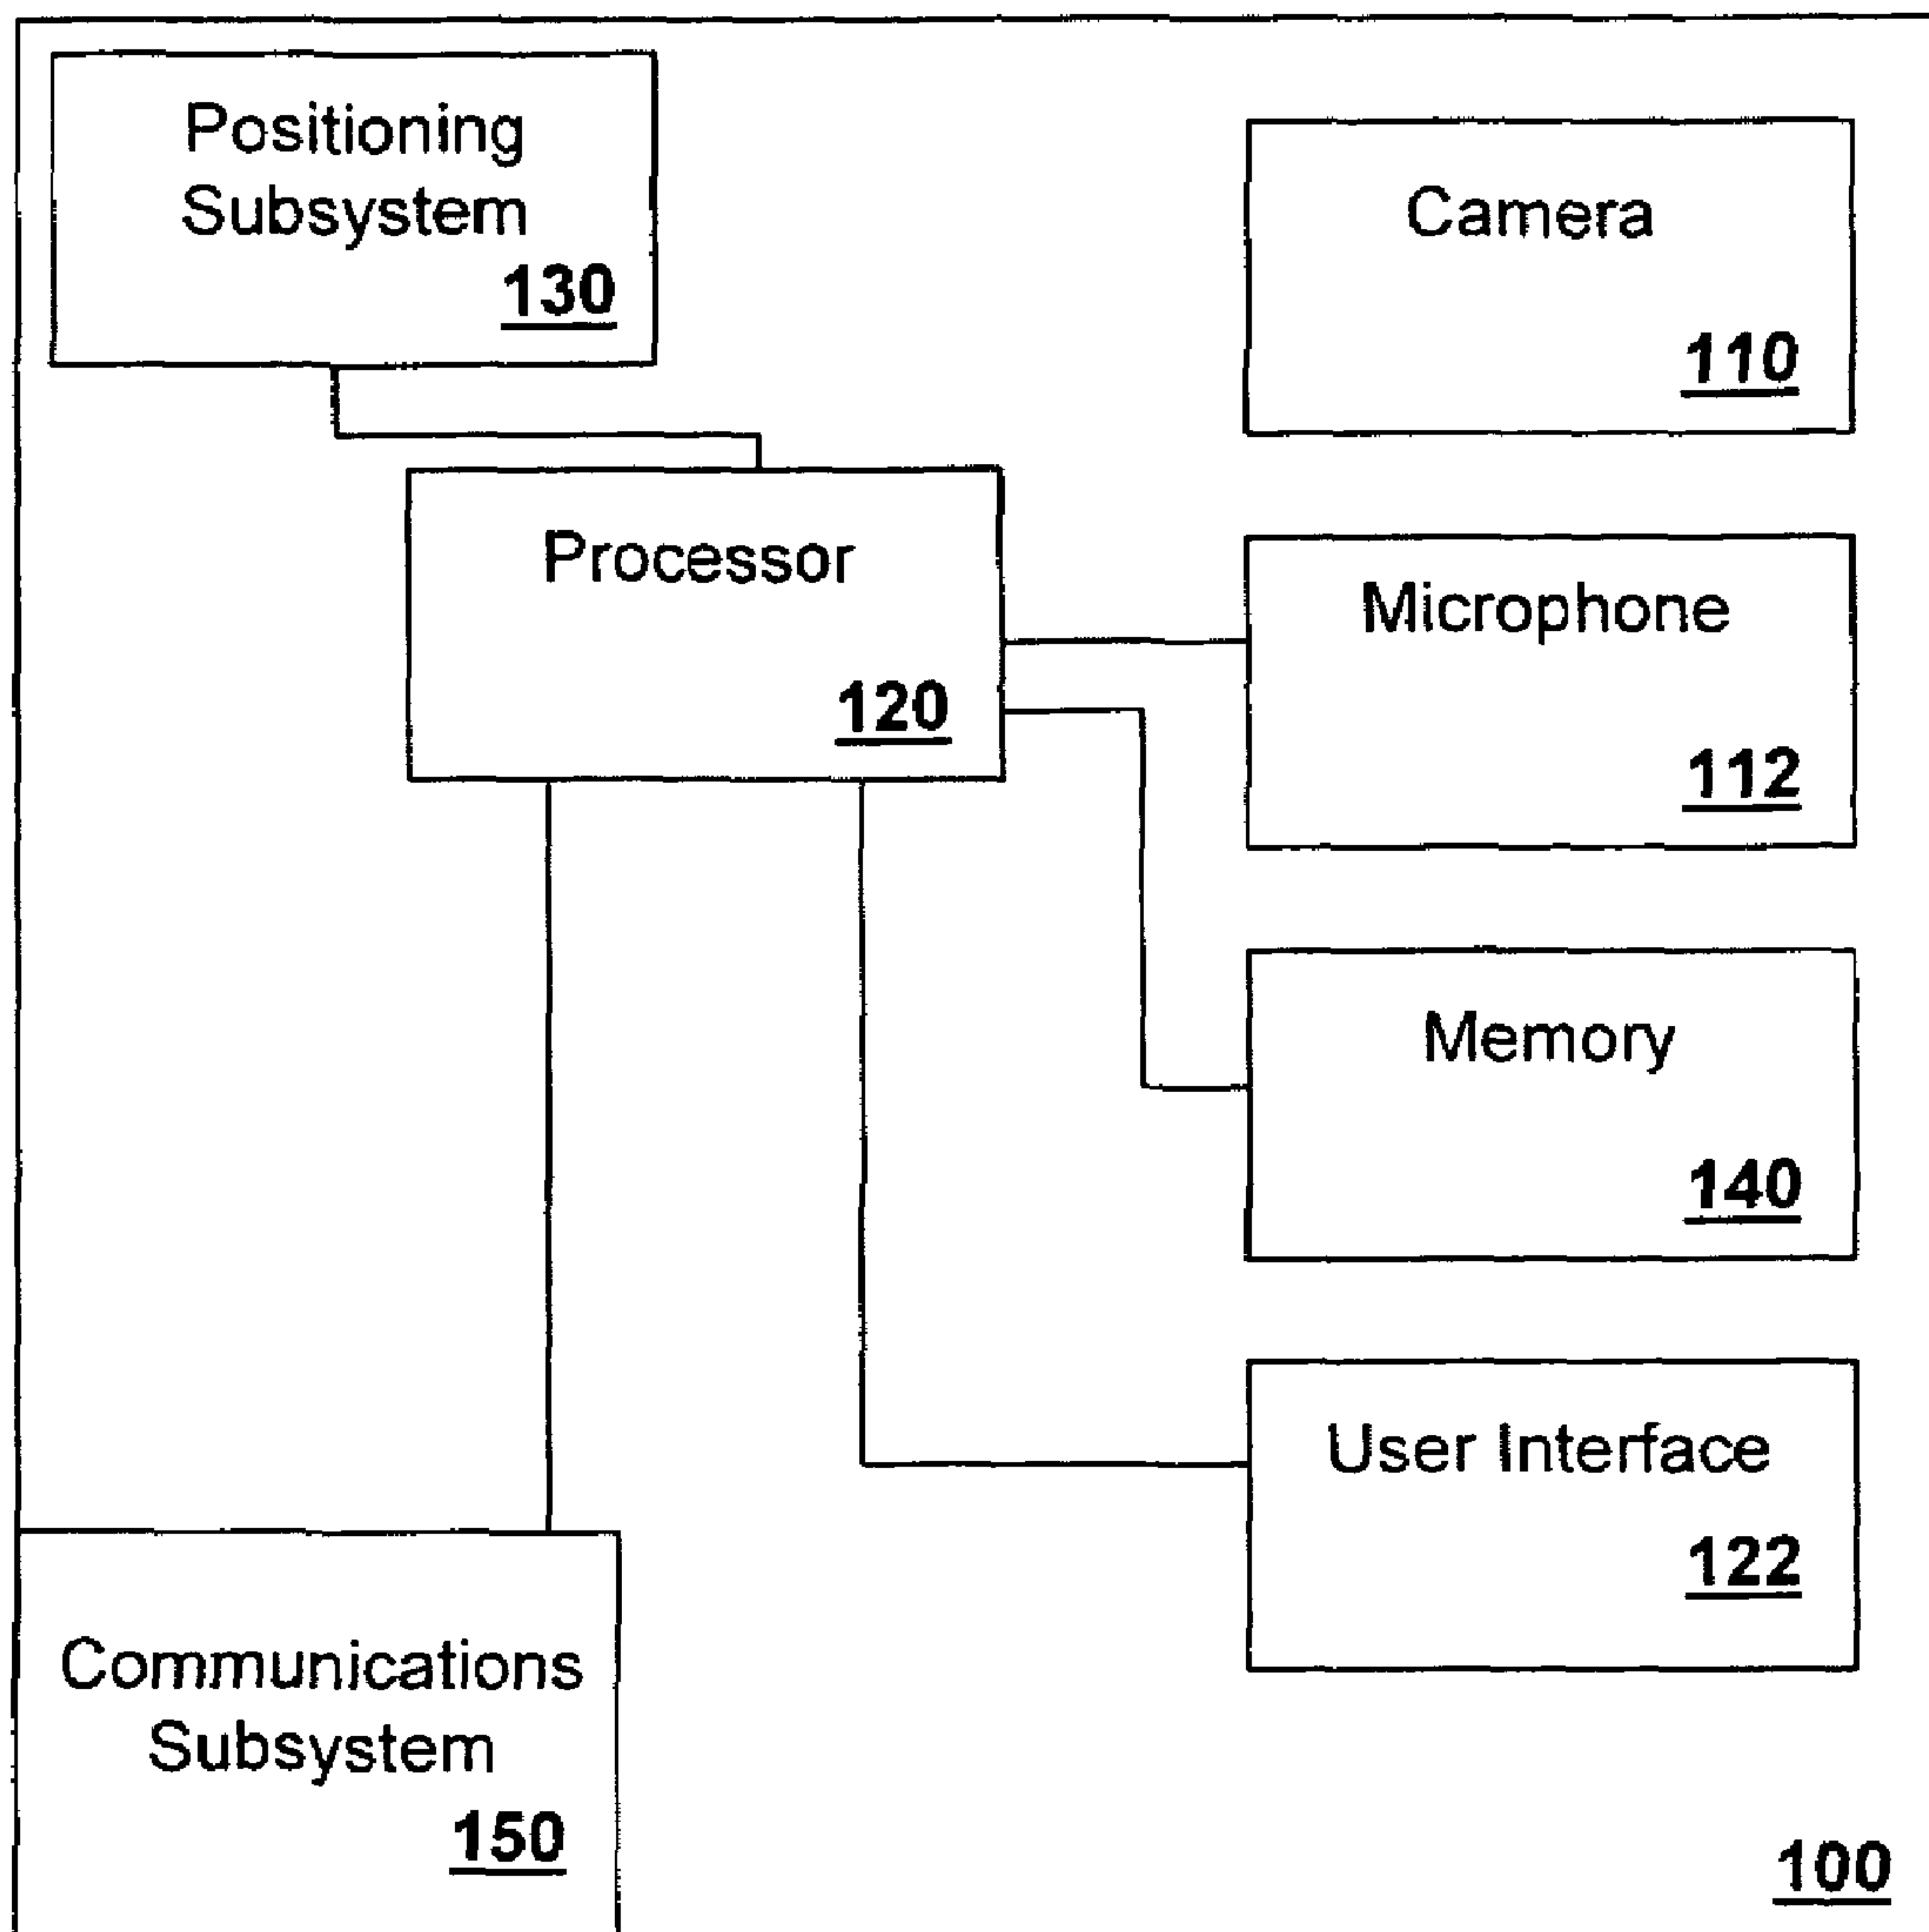 Positioning
Subsystem
130
Camera
110
Processor
120
Microphone
112
Memory
140
User Interface
122
Communications
Subsystem
150
100